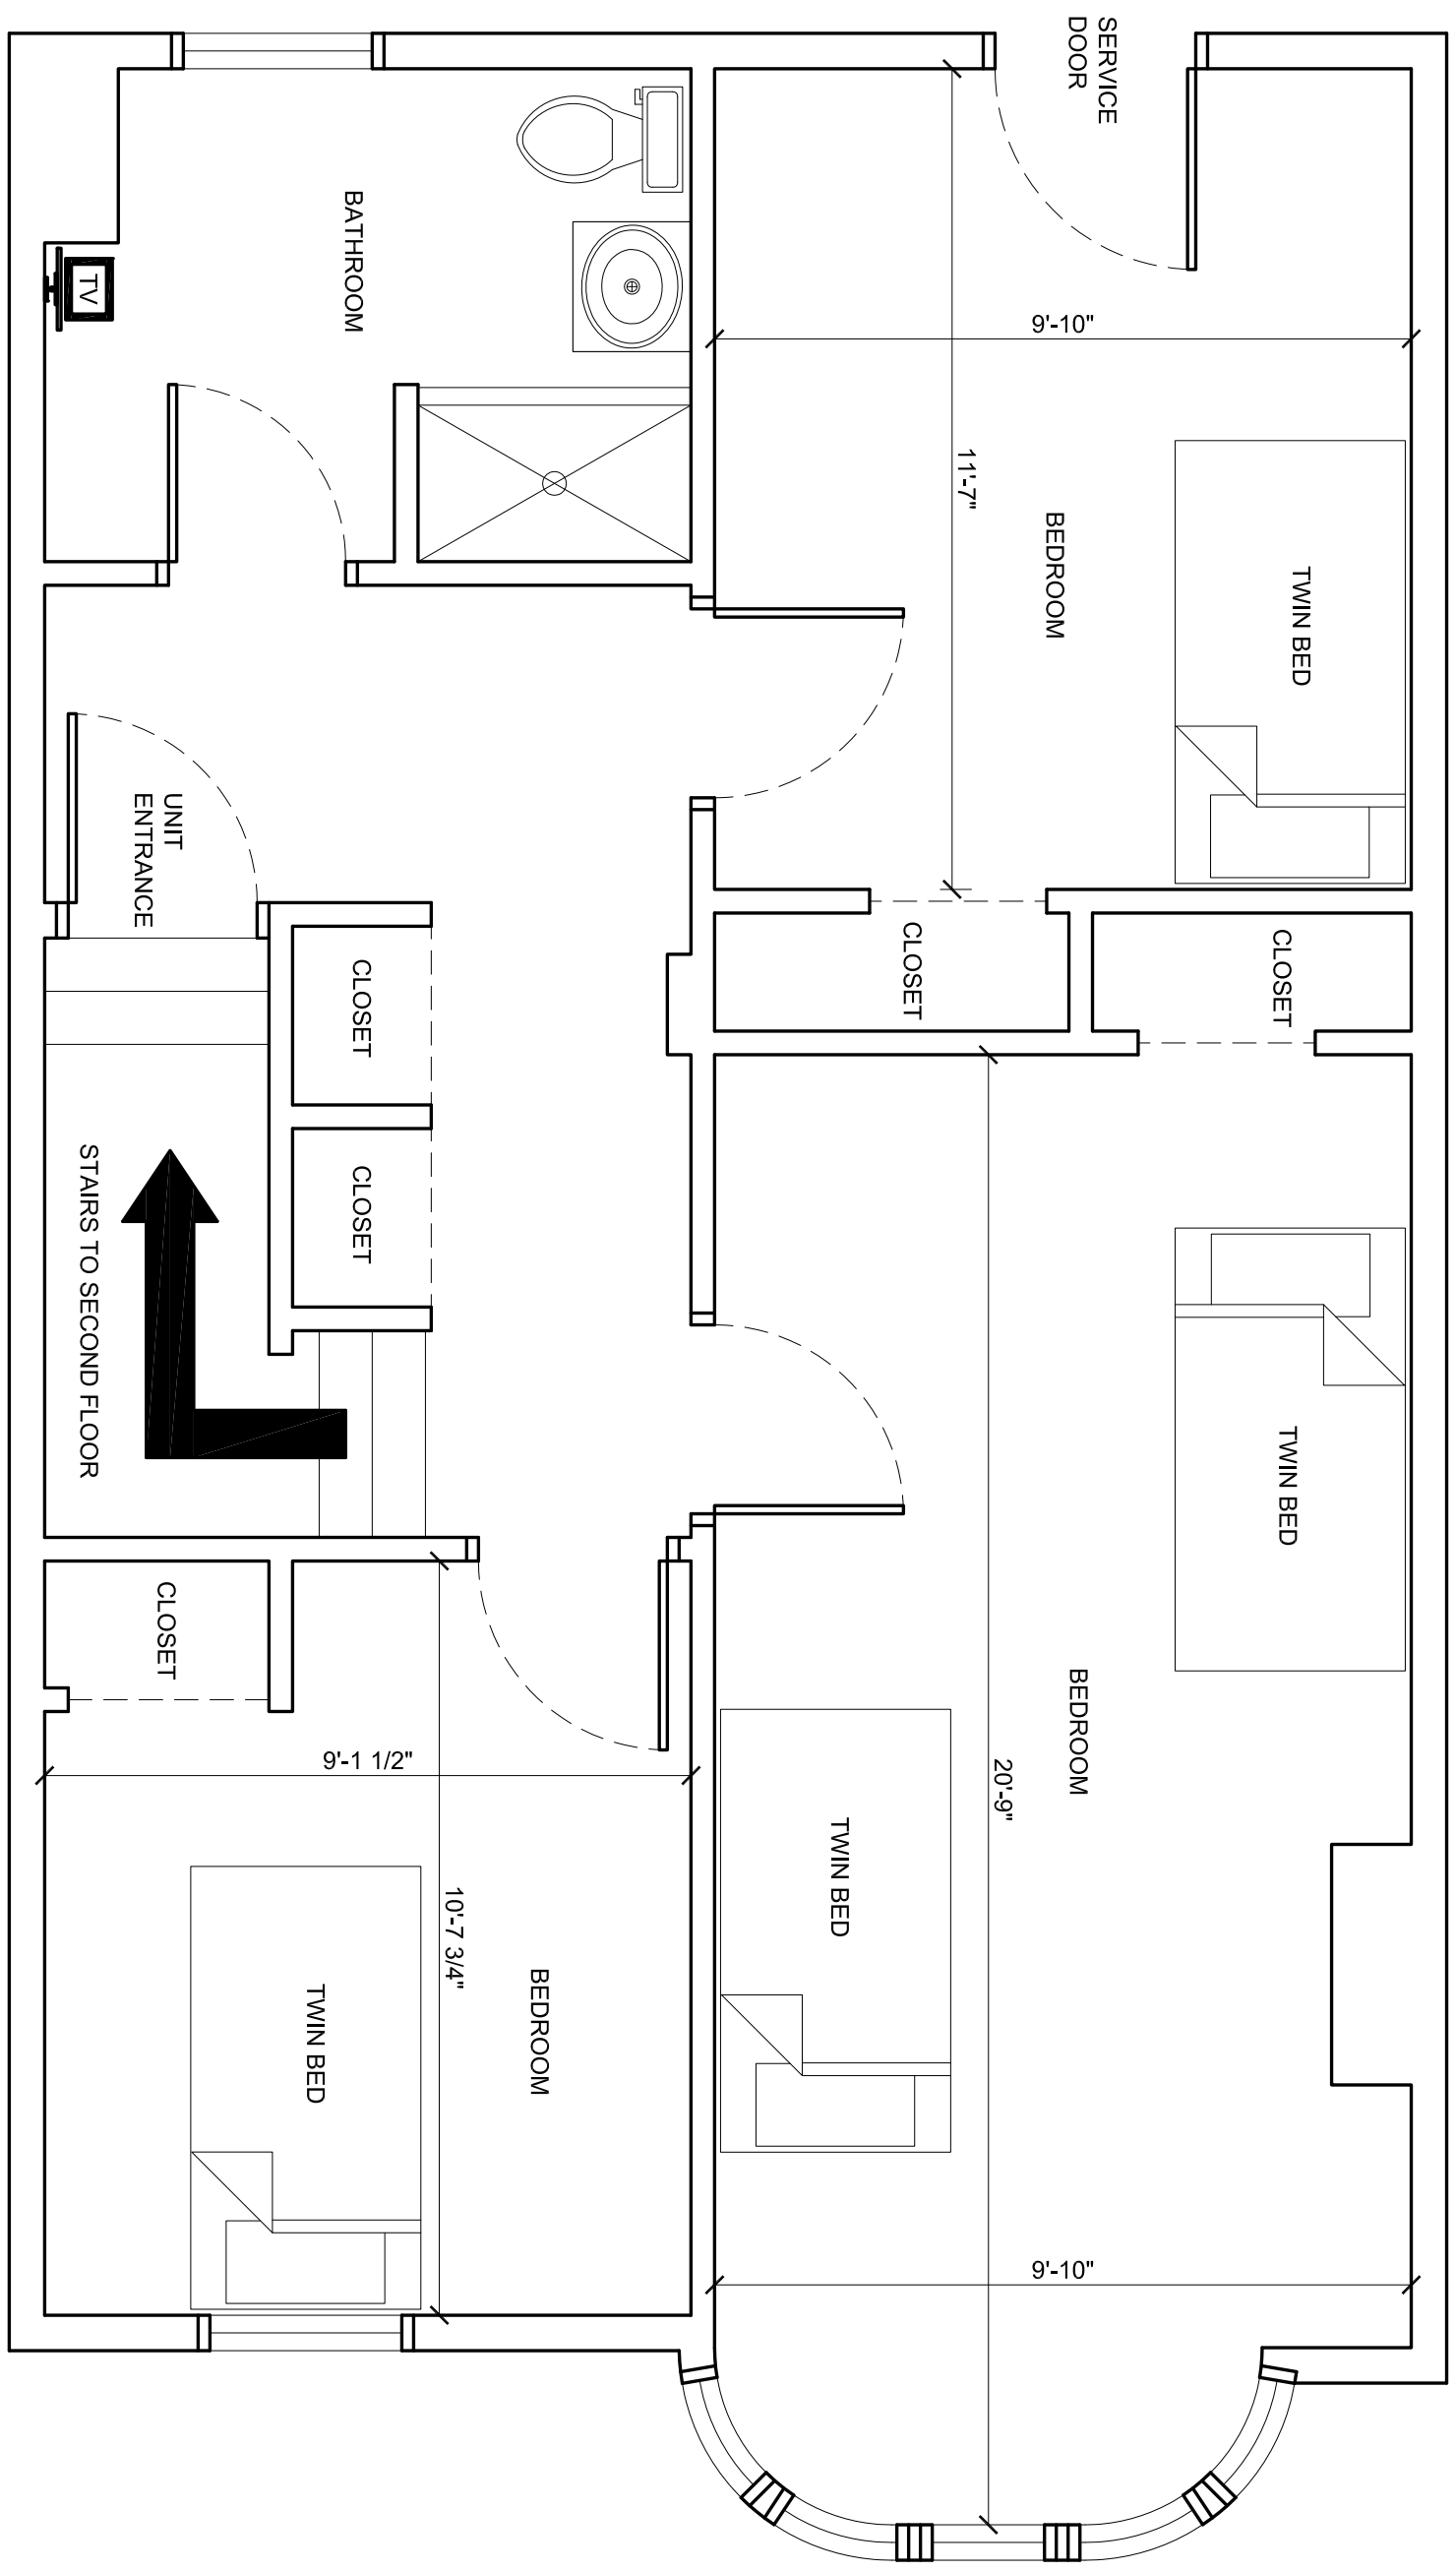 SERVICE
DOOR
BATHROOM
TV
9'-10"
11'-7"
BEDROOM
TWIN BED
UNIT
ENTRANCE
CLOSET
CLOSET
CLOSET
CLOSET
STAIRS TO SECOND FLOOR
TWIN BED
BEDROOM
20'-9"
TWIN BED
CLOSET
9'-1 1/2"
10'-7 3/4"
BEDROOM
TWIN BED
9'-10"